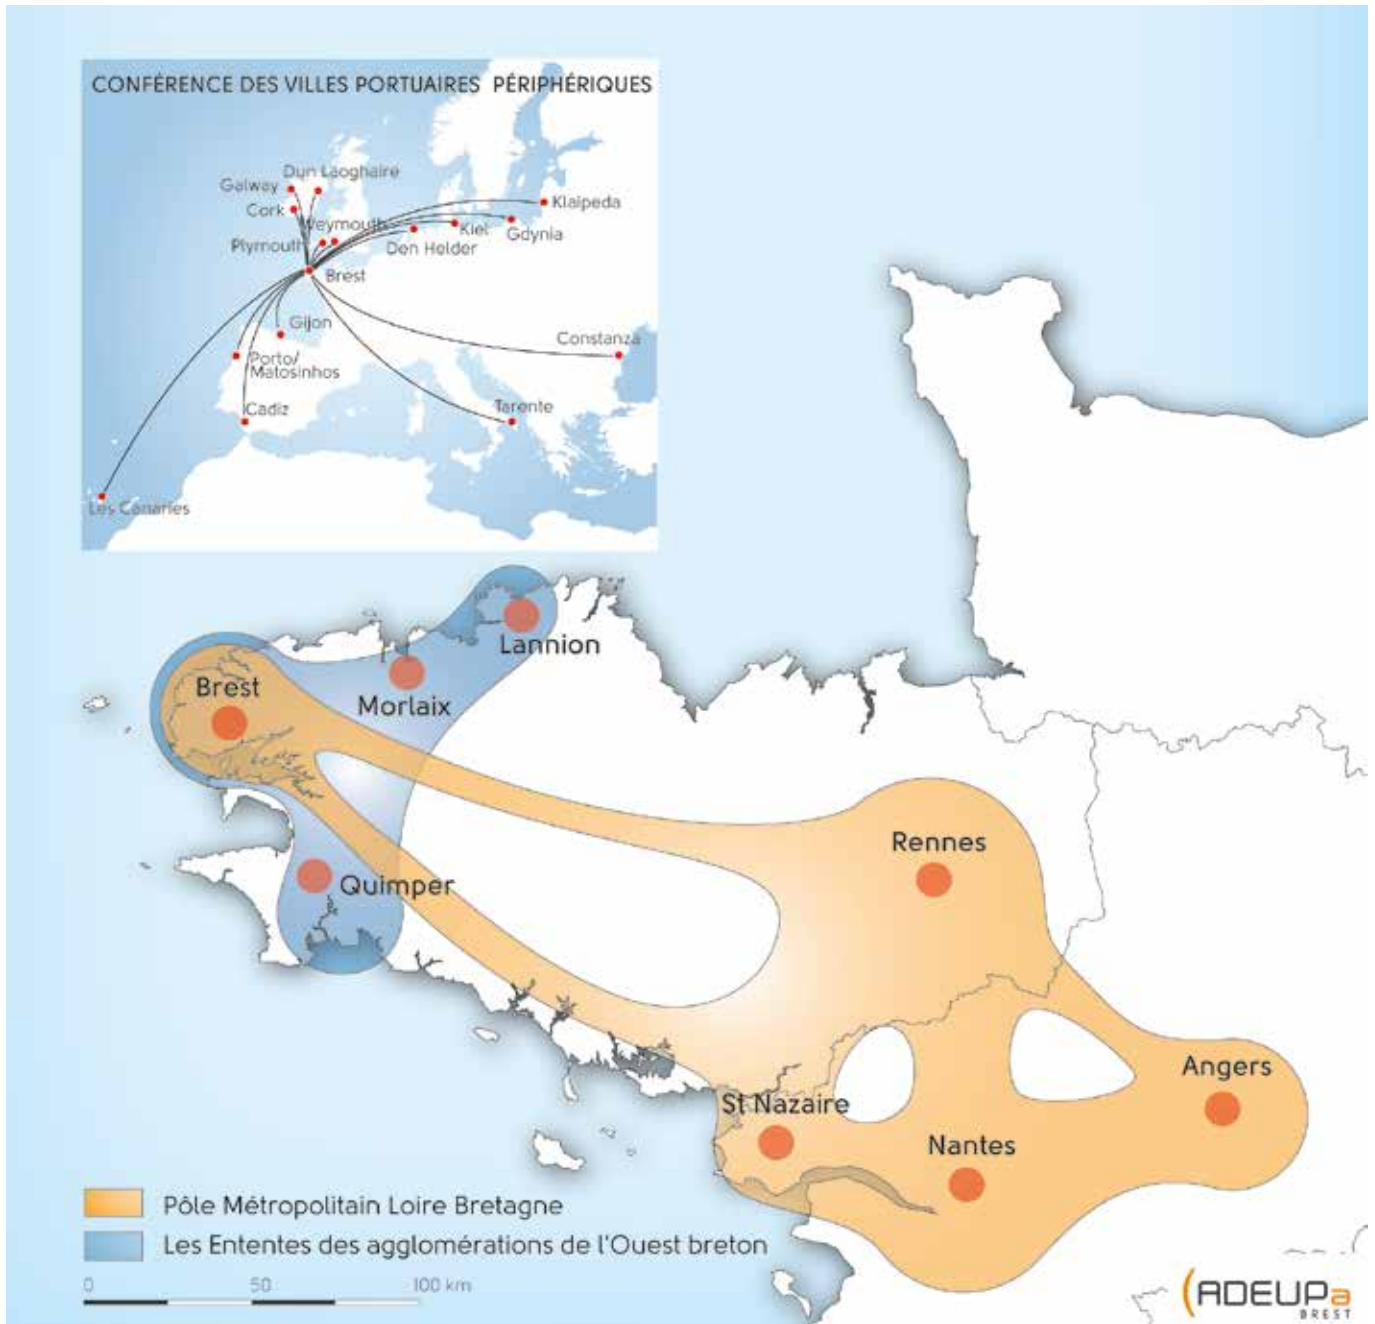 CONFÉRENCE DES VILLES PORTUAIRES PÉRIPHÉRIQUES
Dun Laoghaire
Galway
Cork
Klaipeda
Weymouth
Plymouth
Kiel
Gdynia
Den Helder
Brest
Gijon
Constanza
Porto/
Matosinhos
Cadiz
Tarente
Les Canaries
Lannion
Brest
Morlaix
Rennes
Quimper
Angers
St Nazaire
Nantes
Pôle Métropolitain Loire Bretagne
Les Ententes des agglomérations de l'Ouest breton
0 50 100 km
ADEUPa
BREST